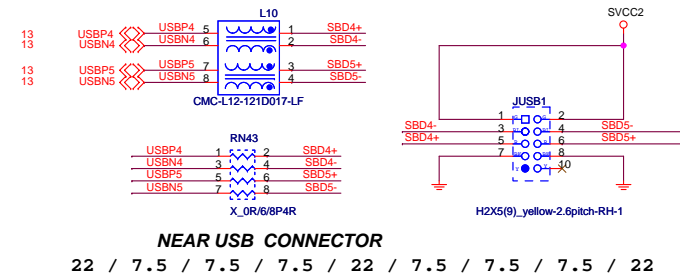 L10
SVCC2
13 USBP4 USBP4 5 1 SBD4+
13 USBN4 USBN4 6 2 SBD4-
13 USBP5 USBP5 7 3 SBD5+
13 USBN5 USBN5 8 4 SBD5-
CMC-L12-121D017-LF
JUSB1
1 2
SBD4- 3 4 SBD5-
SBD4+ 5 6 SBD5+
7 8
10
RN43
USBP4 1 2 SBD4+
USBN4 3 4 SBD4-
USBP5 5 6 SBD5+
USBN5 7 8 SBD5-
X_0R/6/8P4R
H2X5(9)_yellow-2.6pitch-RH-1
NEAR USB CONNECTOR
22 / 7.5 / 7.5 / 7.5 / 22 / 7.5 / 7.5 / 7.5 / 22